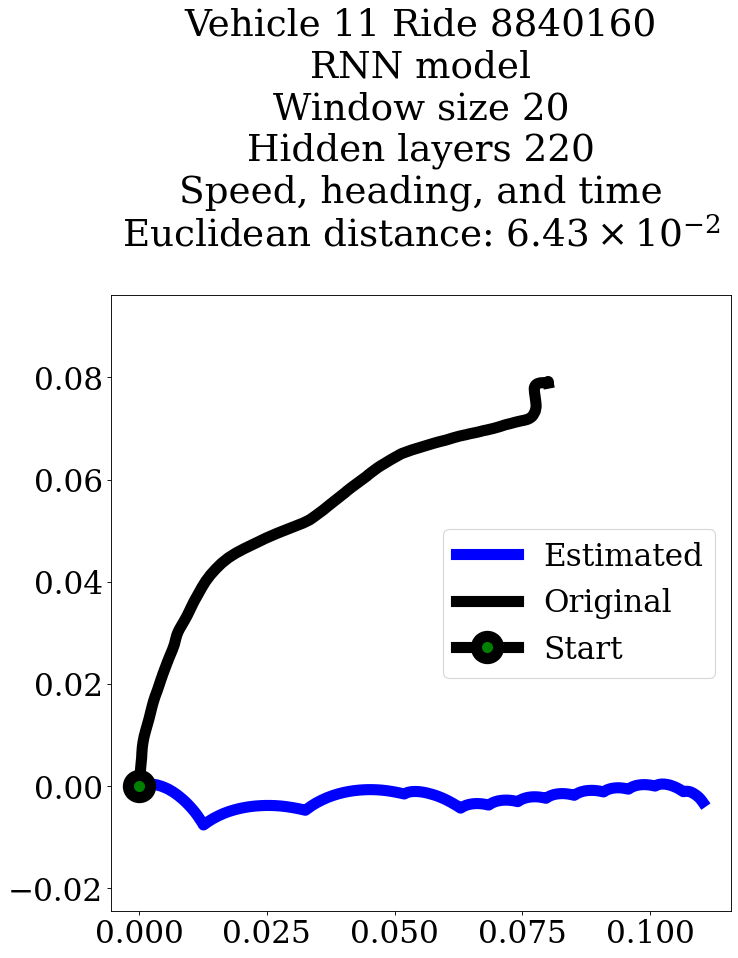 Vehicle 11 Ride 8840160
RNN model
Window size 20
Hidden layers 220
Speed, heading, and time
Euclidean distance: 6.43 × 10⁻²
0.08
0.06
0.04
0.02
0.00
−0.02
Estimated
Original
Start
0.000 0.025 0.050 0.075 0.100